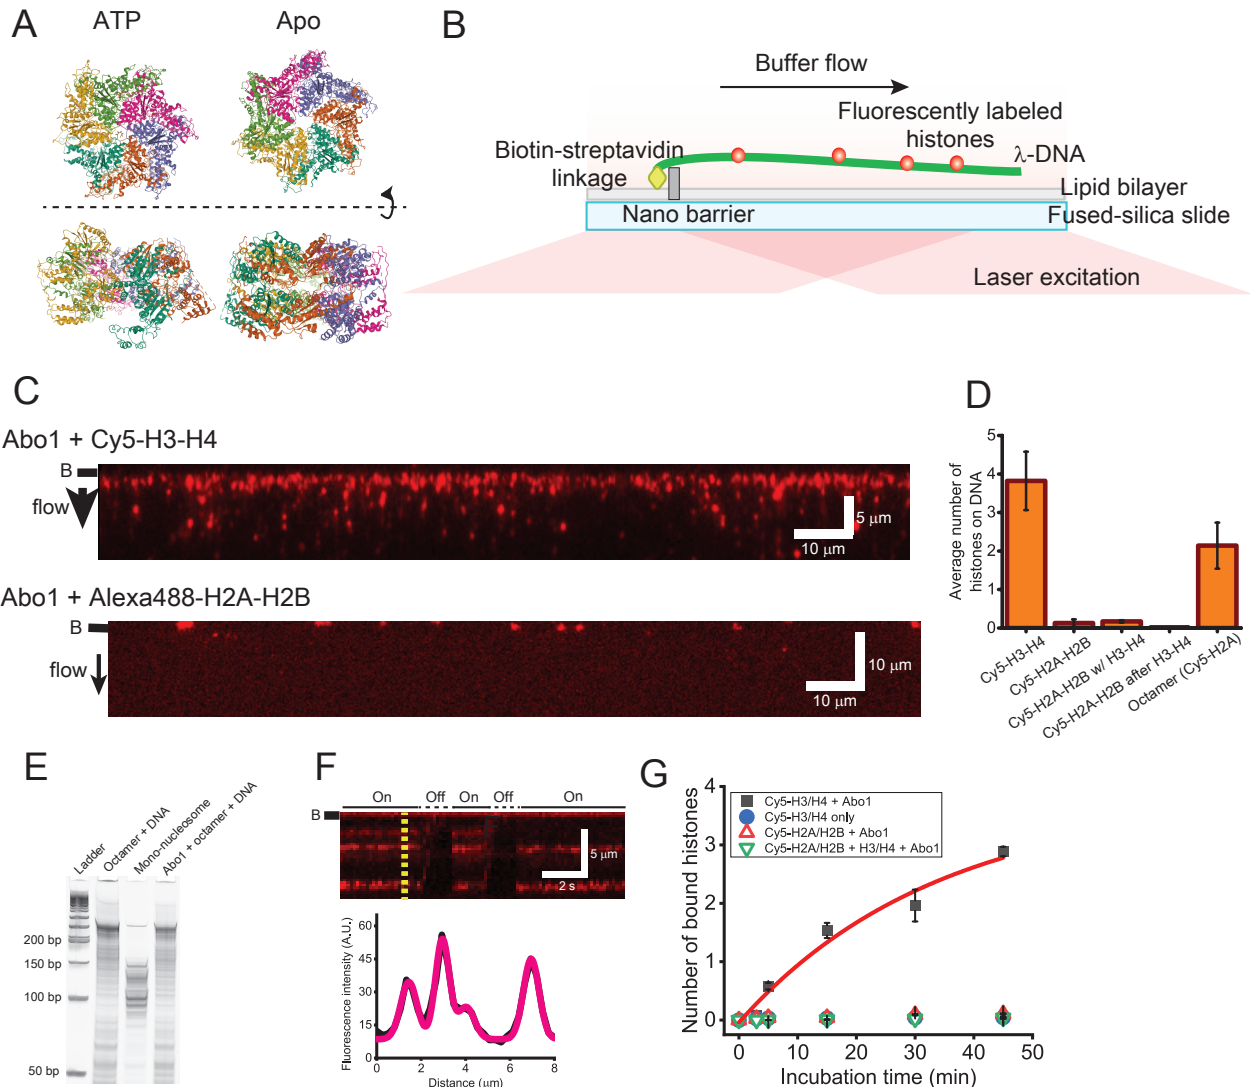 A
ATP
Apo
B
Buffer flow
Fluorescently labeled
histones
Biotin-streptavidin
linkage
λ-DNA
Lipid bilayer
Nano barrier
Fused-silica slide
Laser excitation
C
Abo1 + Cy5-H3-H4
B
flow
5 μm
10 μm
Abo1 + Alexa488-H2A-H2B
B
flow
10 μm
10 μm
D
Average number of
histones on DNA
5
4
3
2
1
0
Cy5-H3-H4
Cy5-H2A-H2B
Cy5-H2A-H2B w/ H3-H4
Cy5-H2A-H2B after H3-H4
Octamer (Cy5-H2A)
E
Ladder
Octamer + DNA
Mono-nucleosome
Abo1 + octamer + DNA
200 bp
150 bp
100 bp
50 bp
F
On
Off
On
Off
On
B
5 μm
2 s
Fluorescence intensity (A.U.)
60
45
30
15
0
0
2
4
6
8
Distance (μm)
G
Number of bound histones
4
3
2
1
0
Cy5-H3/H4 + Abo1
Cy5-H3/H4 only
Cy5-H2A/H2B + Abo1
Cy5-H2A/H2B + H3/H4 + Abo1
0
10
20
30
40
50
Incubation time (min)